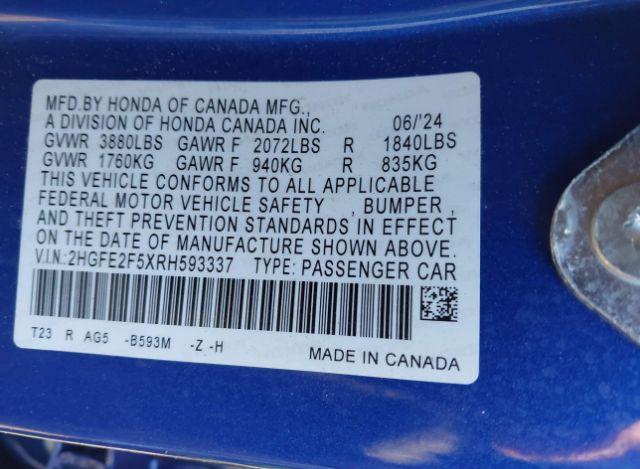 MFD.BY HONDA OF CANADA MFG.,
A DIVISION OF HONDA CANADA INC. 06/'24
GVWR 3880LBS GAWR F 2072LBS R 1840LBS
GVWR 1760KG GAWR F 940KG R 835KG
THIS VEHICLE CONFORMS TO ALL APPLICABLE
FEDERAL MOTOR VEHICLE SAFETY , BUMPER ,
AND THEFT PREVENTION STANDARDS IN EFFECT
ON THE DATE OF MANUFACTURE SHOWN ABOVE.
V.I.N.:2HGFE2F5XRH593337 TYPE: PASSENGER CAR
T23 R AG5 -B593M -Z -H
MADE IN CANADA